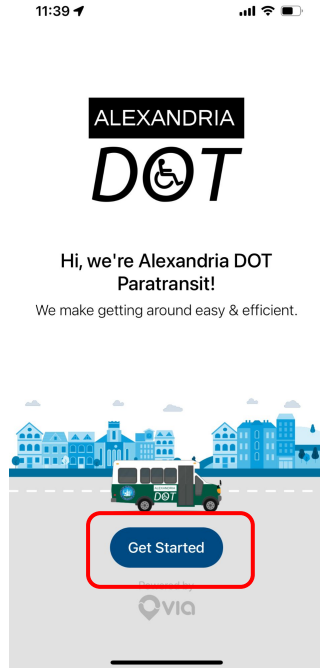 11:39
ALEXANDRIA
DOT
Hi, we're Alexandria DOT
Paratransit!
We make getting around easy & efficient.
ALEXANDRIA
DOT
Get Started
Powered by
via